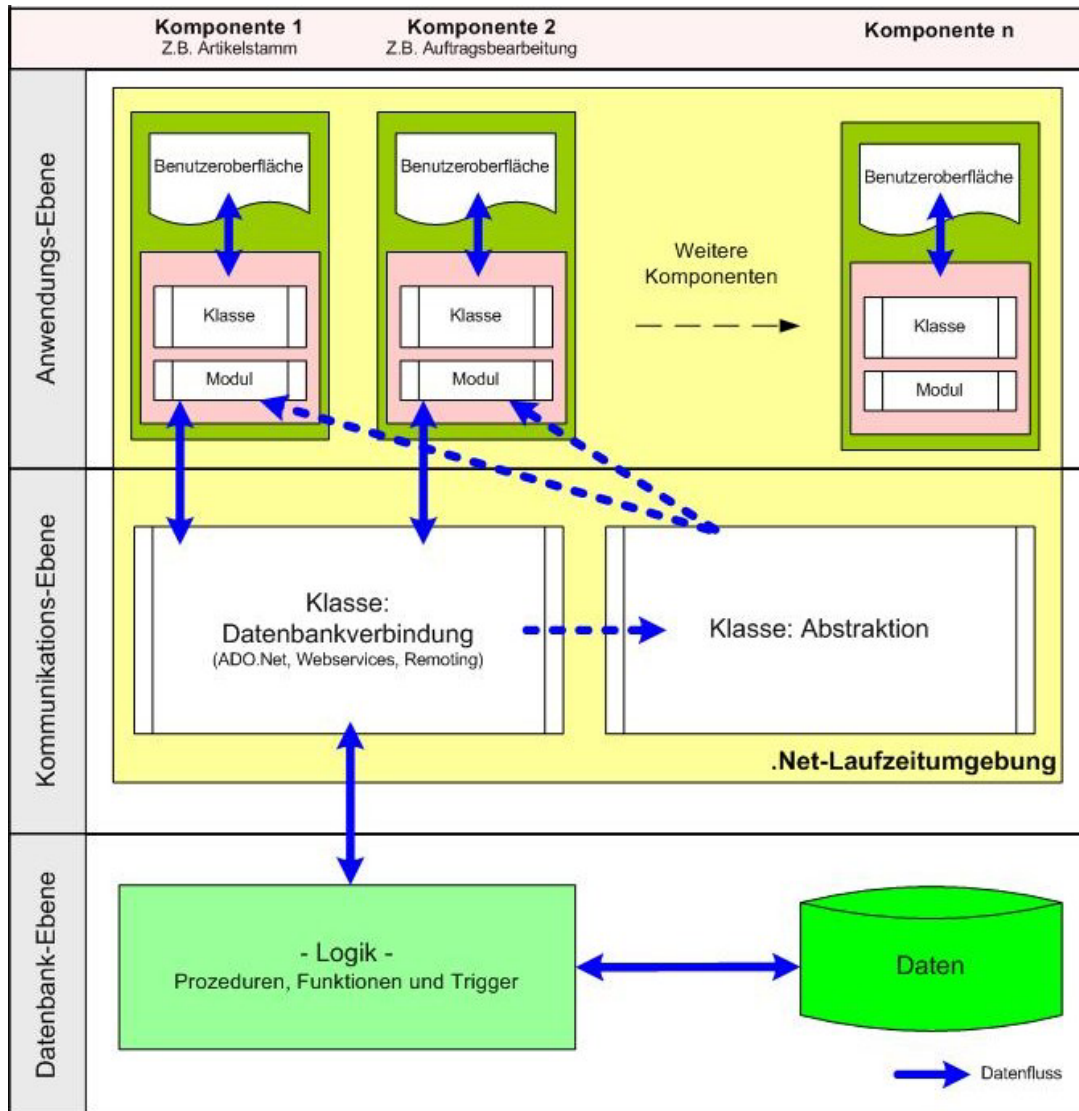 Komponente 1
Z.B. Artikelstamm
Komponente 2
Z.B. Auftragsbearbeitung
Komponente n
Anwendungs-Ebene
Benutzeroberfläche
Klasse
Modul
Benutzeroberfläche
Klasse
Modul
Weitere
Komponenten
Benutzeroberfläche
Klasse
Modul
Kommunikations-Ebene
Klasse:
Datenbankverbindung
(ADO.Net, Webservices, Remoting)
Klasse: Abstraktion
.Net-Laufzeitumgebung
Datenbank-Ebene
- Logik -
Prozeduren, Funktionen und Trigger
Daten
Datenfluss